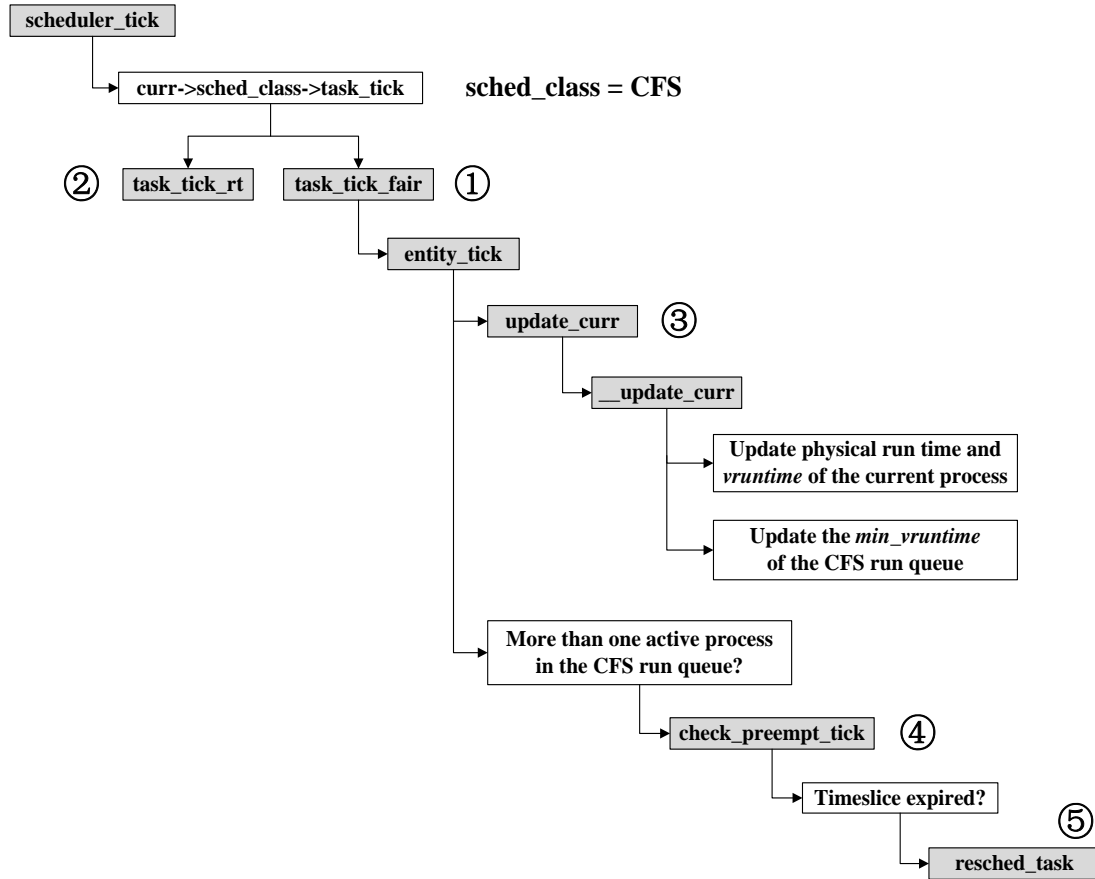 scheduler_tick
curr->sched_class->task_tick
sched_class = CFS
② task_tick_rt task_tick_fair ①
entity_tick
update_curr ③
__update_curr
Update physical run time and
vruntime of the current process
Update the min_vruntime
of the CFS run queue
More than one active process
in the CFS run queue?
check_preempt_tick ④
Timeslice expired?
⑤
resched_task